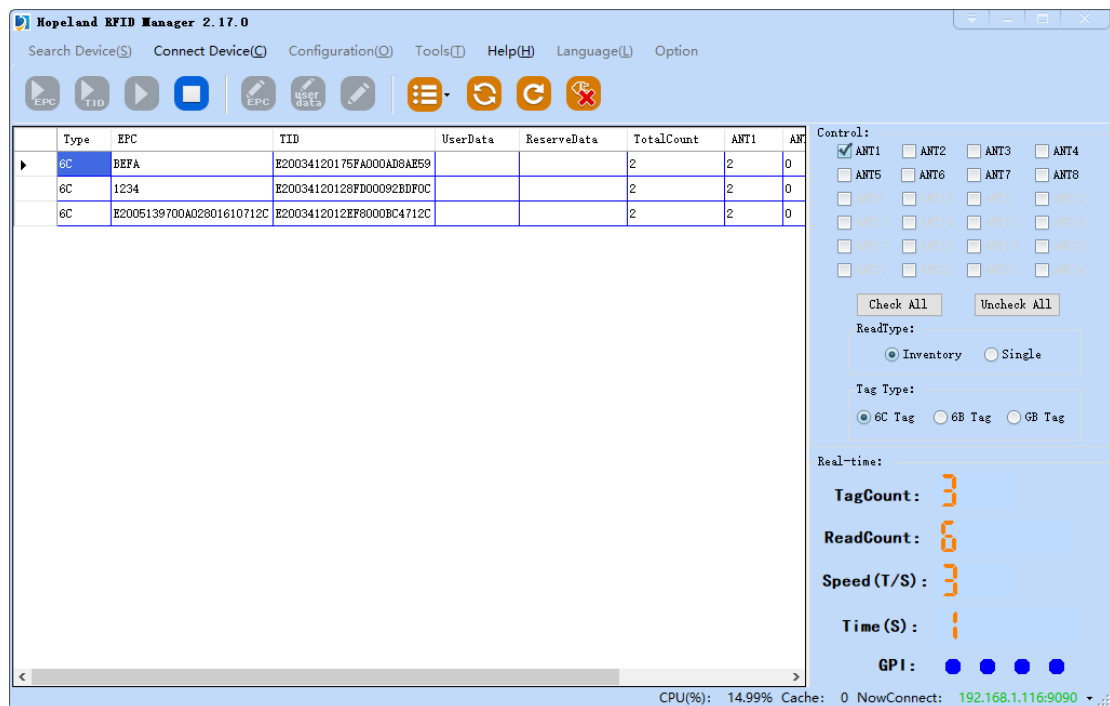 Hopeland RFID Manager 2.17.0
Search Device(S) Connect Device(C) Configuration(O) Tools(T) Help(H) Language(L) Option
EPC TID EPC user data
Type EPC TID UserData ReserveData TotalCount ANT1 ANT
6C BEFA E20034120175FA000AD8AE59 2 2 0
6C 1234 E20034120128FD00092BDF0C 2 2 0
6C E2005139700A02801610712C E2003412012EF8000BC4712C 2 2 0
Control:
ANT1 ANT2 ANT3 ANT4
ANT5 ANT6 ANT7 ANT8
Check All Uncheck All
ReadType:
Inventory Single
Tag Type:
6C Tag 6B Tag GB Tag
Real-time:
TagCount: 3
ReadCount: 6
Speed(T/S): 3
Time(S): 1
GPI:
CPU(%): 14.99% Cache: 0 NowConnect: 192.168.1.116:9090